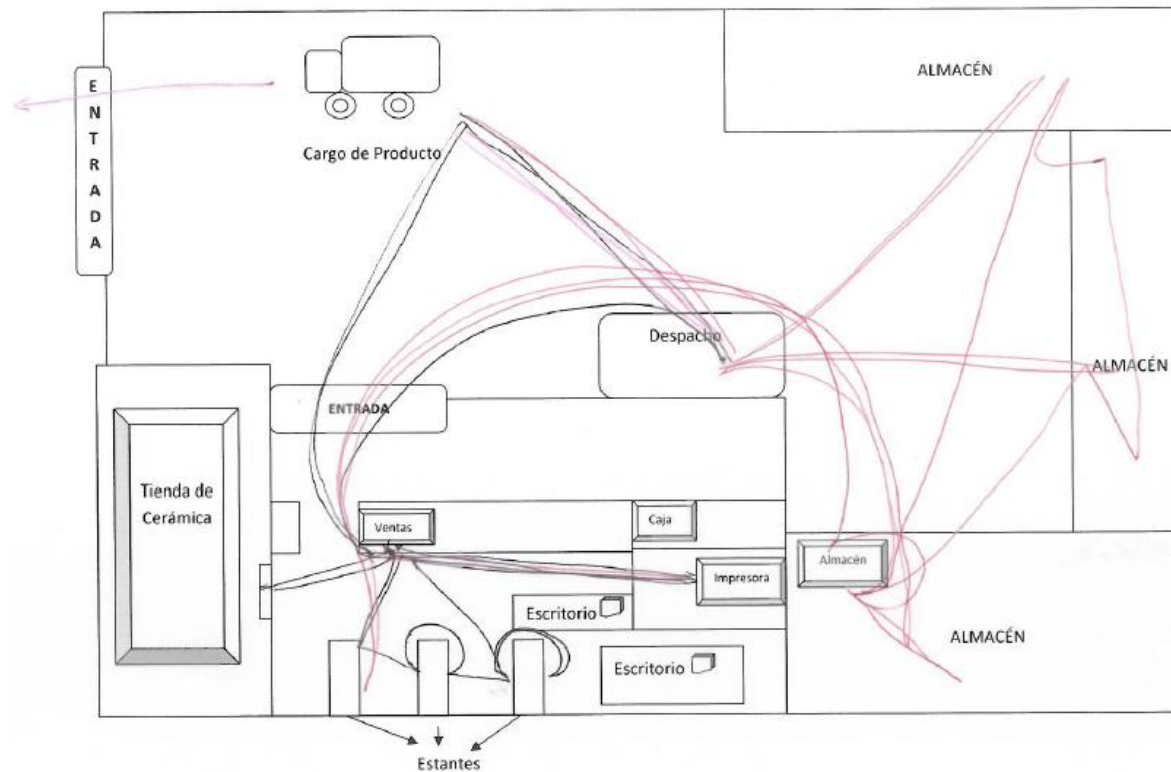 ENTRADA
ALMACÉN
Cargo de Producto
Despacho
ALMACÉN
ENTRADA
Tienda de
Cerámica
Ventas
Caja
Almacén
Impresora
Escritorio
ALMACÉN
Escritorio
Estantes